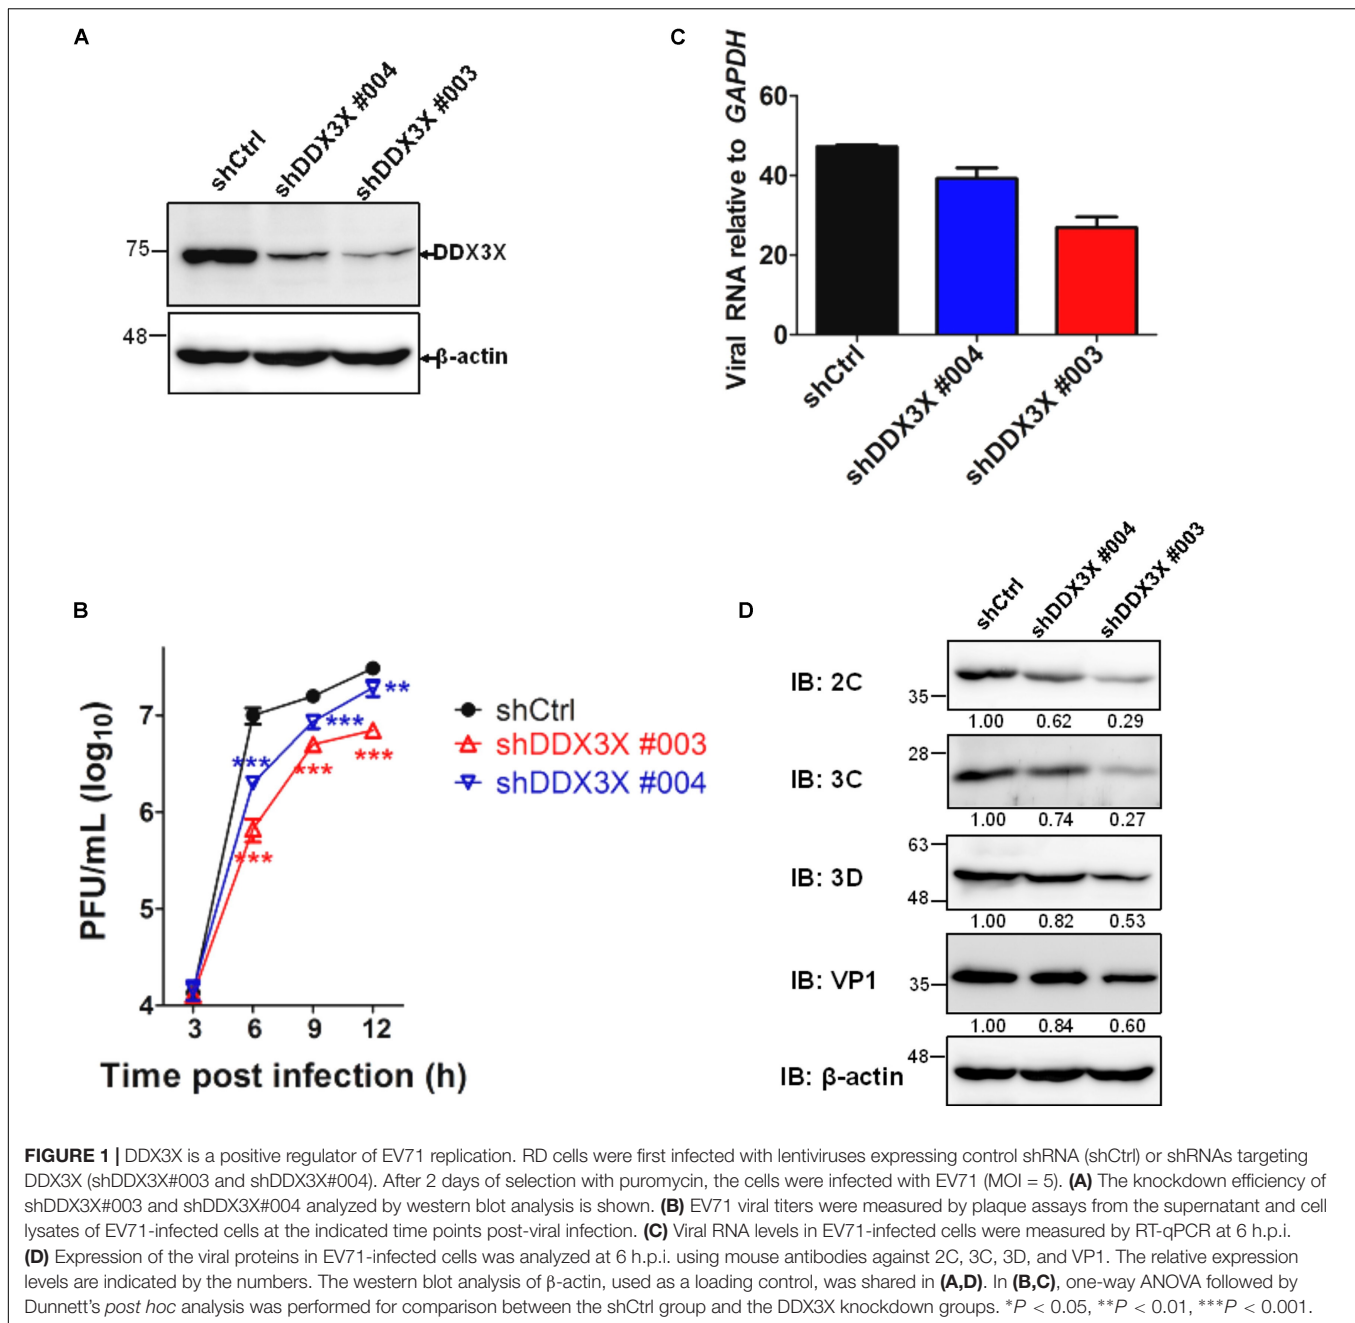 A
shCtrl
shDDX3X #004
shDDX3X #003
75
DDX3X
48
β-actin
C
Viral RNA relative to GAPDH
60
40
20
0
shCtrl
shDDX3X #004
shDDX3X #003
B
PFU/mL (log10)
7
6
5
4
***
***
***
***
**
***
3 6 9 12
Time post infection (h)
shCtrl
shDDX3X #003
shDDX3X #004
D
shCtrl
shDDX3X #004
shDDX3X #003
IB: 2C
35
1.00 0.62 0.29
28
IB: 3C
1.00 0.74 0.27
63
IB: 3D
48
1.00 0.82 0.53
IB: VP1
35
1.00 0.84 0.60
48
IB: β-actin
FIGURE 1 | DDX3X is a positive regulator of EV71 replication. RD cells were first infected with lentiviruses expressing control shRNA (shCtrl) or shRNAs targeting
DDX3X (shDDX3X#003 and shDDX3X#004). After 2 days of selection with puromycin, the cells were infected with EV71 (MOI = 5). (A) The knockdown efficiency of
shDDX3X#003 and shDDX3X#004 analyzed by western blot analysis is shown. (B) EV71 viral titers were measured by plaque assays from the supernatant and cell
lysates of EV71-infected cells at the indicated time points post-viral infection. (C) Viral RNA levels in EV71-infected cells were measured by RT-qPCR at 6 h.p.i.
(D) Expression of the viral proteins in EV71-infected cells was analyzed at 6 h.p.i. using mouse antibodies against 2C, 3C, 3D, and VP1. The relative expression
levels are indicated by the numbers. The western blot analysis of β-actin, used as a loading control, was shared in (A,D). In (B,C), one-way ANOVA followed by
Dunnett's post hoc analysis was performed for comparison between the shCtrl group and the DDX3X knockdown groups. *P < 0.05, **P < 0.01, ***P < 0.001.